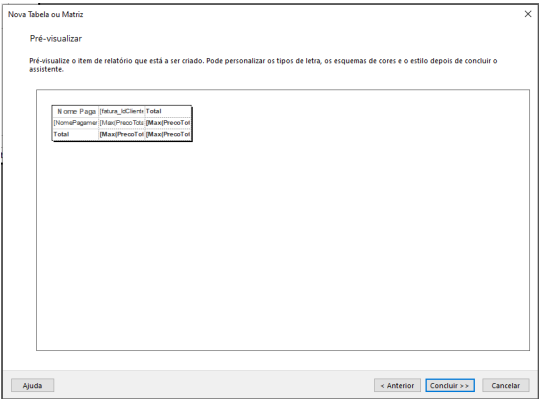 Nova Tabela ou Matriz
Pré-visualizar
Pré-visualize o item de relatório que está a ser criado. Pode personalizar os tipos de letra, os esquemas de cores e o estilo depois de concluir o
assistente.
Nome Paga [fatura_idCliente Total
[NomePagamer [Max(PrecoTota [Max(PrecoTot
Total [Max(PrecoTot [Max(PrecoTot
Ajuda < Anterior Concluir >> Cancelar